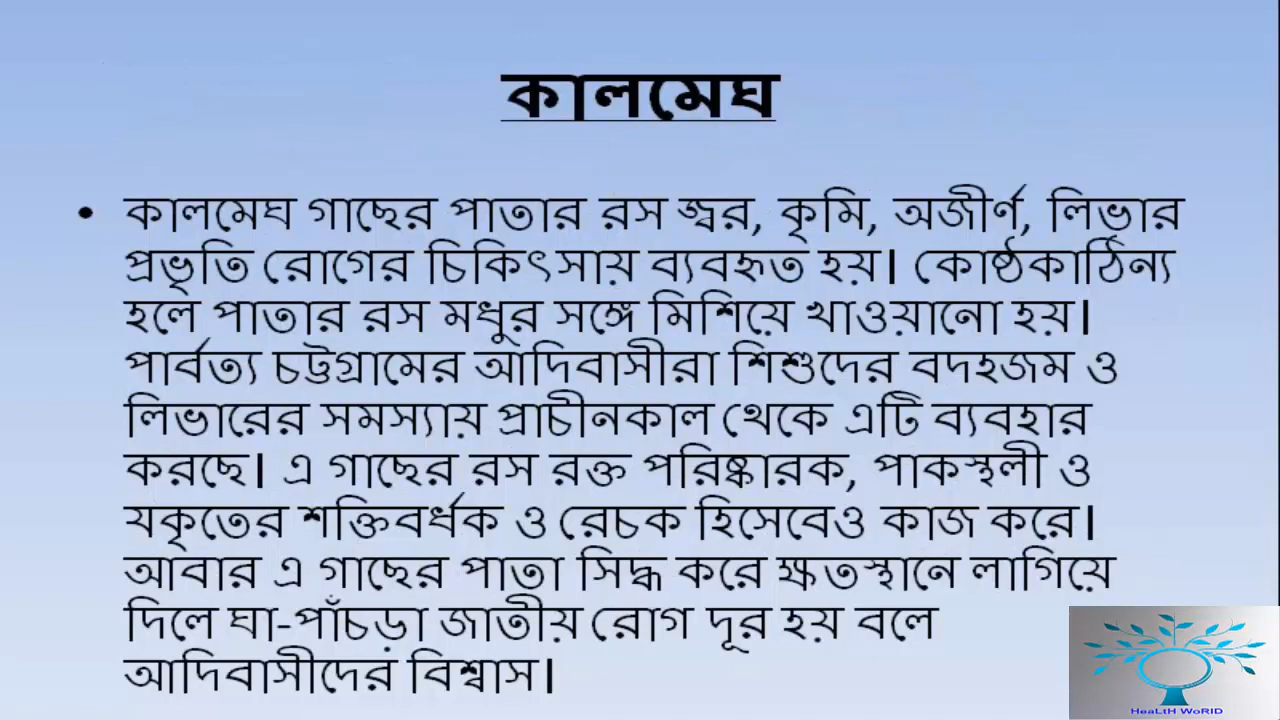 কালমেঘ
• কালমেঘ গাছের পাতার রস জ্বর, কৃমি, অজীর্ণ, লিভার
প্রভৃতি রোগের চিকিৎসায় ব্যবহৃত হয়। কোষ্ঠকাঠিন্য
হলে পাতার রস মধুর সঙ্গে মিশিয়ে খাওয়ানো হয়।
পার্বত্য চট্টগ্রামের আদিবাসীরা শিশুদের বদহজম ও
লিভারের সমস্যায় প্রাচীনকাল থেকে এটি ব্যবহার
করছে। এ গাছের রস রক্ত পরিষ্কারক, পাকস্থলী ও
যকৃতের শক্তিবর্ধক ও রেচক হিসেবেও কাজ করে।
আবার এ গাছের পাতা সিদ্ধ করে ক্ষতস্থানে লাগিয়ে
দিলে ঘা-পাঁচড়া জাতীয় রোগ দূর হয় বলে
আদিবাসীদের বিশ্বাস।
HeaLtH WoRlD